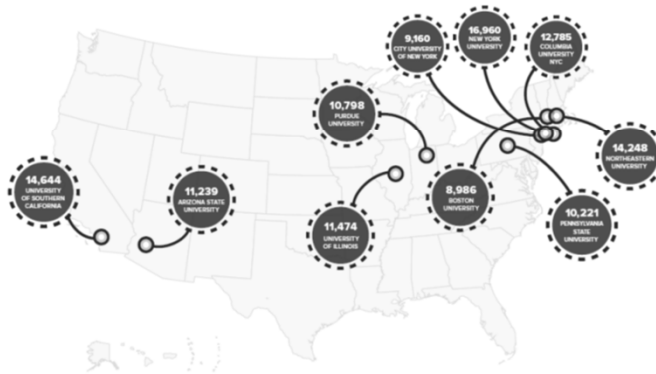 9,160
CITY UNIVERSITY
OF NEW YORK
16,960
NEW YORK
UNIVERSITY
12,785
COLUMBIA
UNIVERSITY
NYC
10,798
PURDUE
UNIVERSITY
14,248
NORTHEASTERN
UNIVERSITY
14,644
UNIVERSITY
OF SOUTHERN
CALIFORNIA
11,239
ARIZONA STATE
UNIVERSITY
8,986
BOSTON
UNIVERSITY
11,474
UNIVERSITY
OF ILLINOIS
10,221
PENNSYLVANIA
STATE
UNIVERSITY